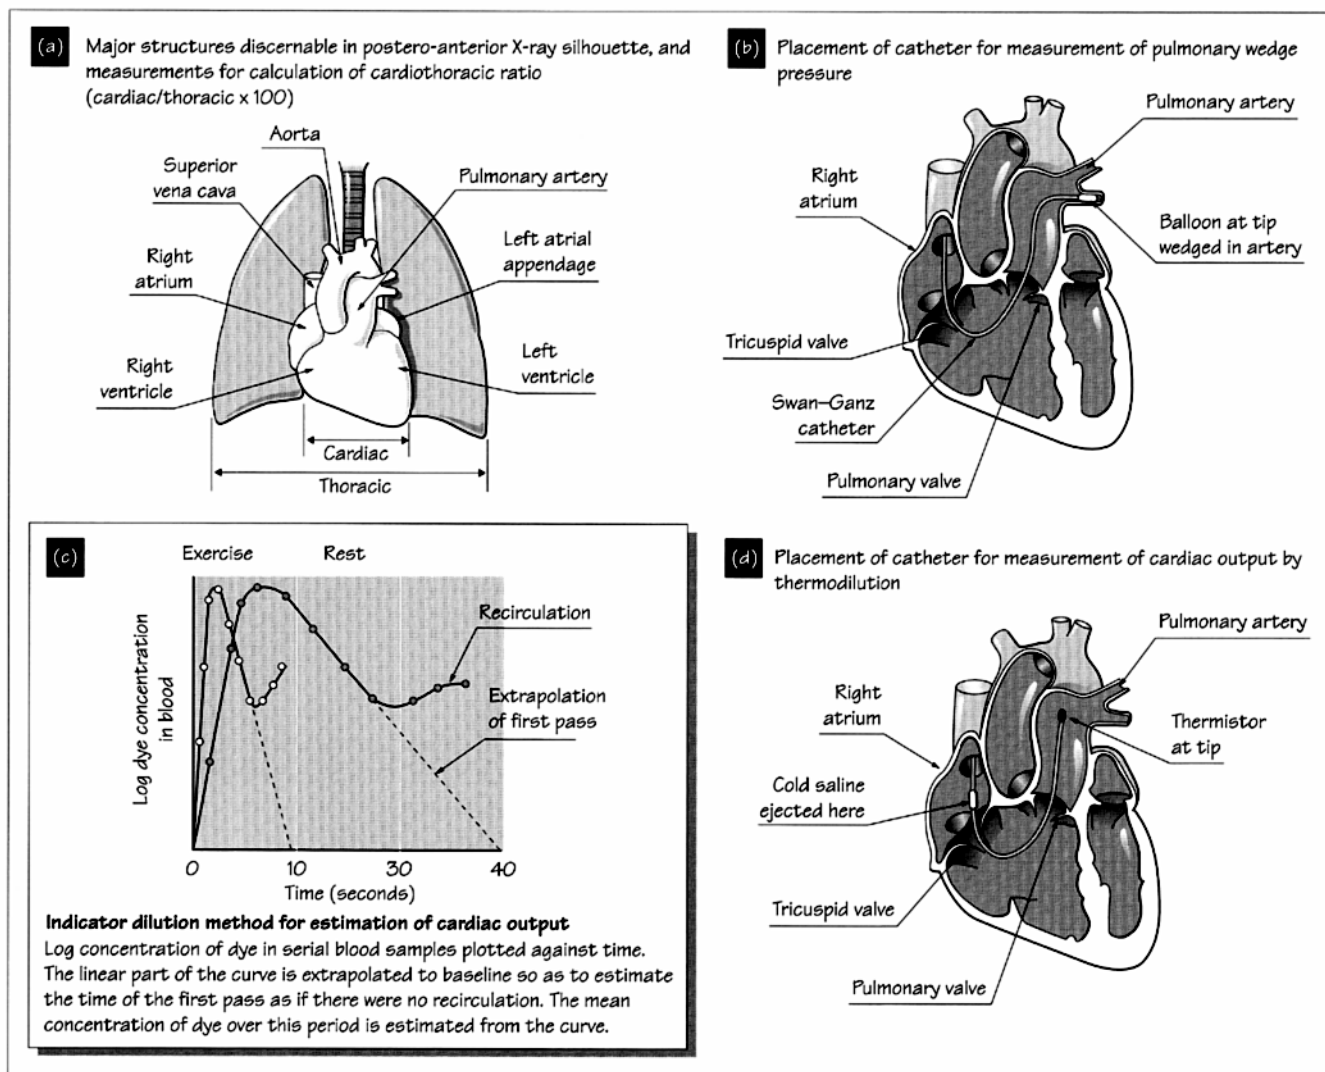 (a) Major structures discernable in postero-anterior X-ray silhouette, and
measurements for calculation of cardiothoracic ratio
(cardiac/thoracic x 100)
Aorta
Superior
vena cava
Pulmonary artery
Right
atrium
Left atrial
appendage
Right
ventricle
Left
ventricle
Cardiac
Thoracic
(b) Placement of catheter for measurement of pulmonary wedge
pressure
Pulmonary artery
Right
atrium
Balloon at tip
wedged in artery
Tricuspid valve
Swan–Ganz
catheter
Pulmonary valve
(c)
Exercise Rest
Log dye concentration
in blood
Recirculation
Extrapolation
of first pass
0 10 30 40
Time (seconds)
Indicator dilution method for estimation of cardiac output
Log concentration of dye in serial blood samples plotted against time.
The linear part of the curve is extrapolated to baseline so as to estimate
the time of the first pass as if there were no recirculation. The mean
concentration of dye over this period is estimated from the curve.
(d) Placement of catheter for measurement of cardiac output by
thermodilution
Pulmonary artery
Right
atrium
Thermistor
at tip
Cold saline
ejected here
Tricuspid valve
Pulmonary valve